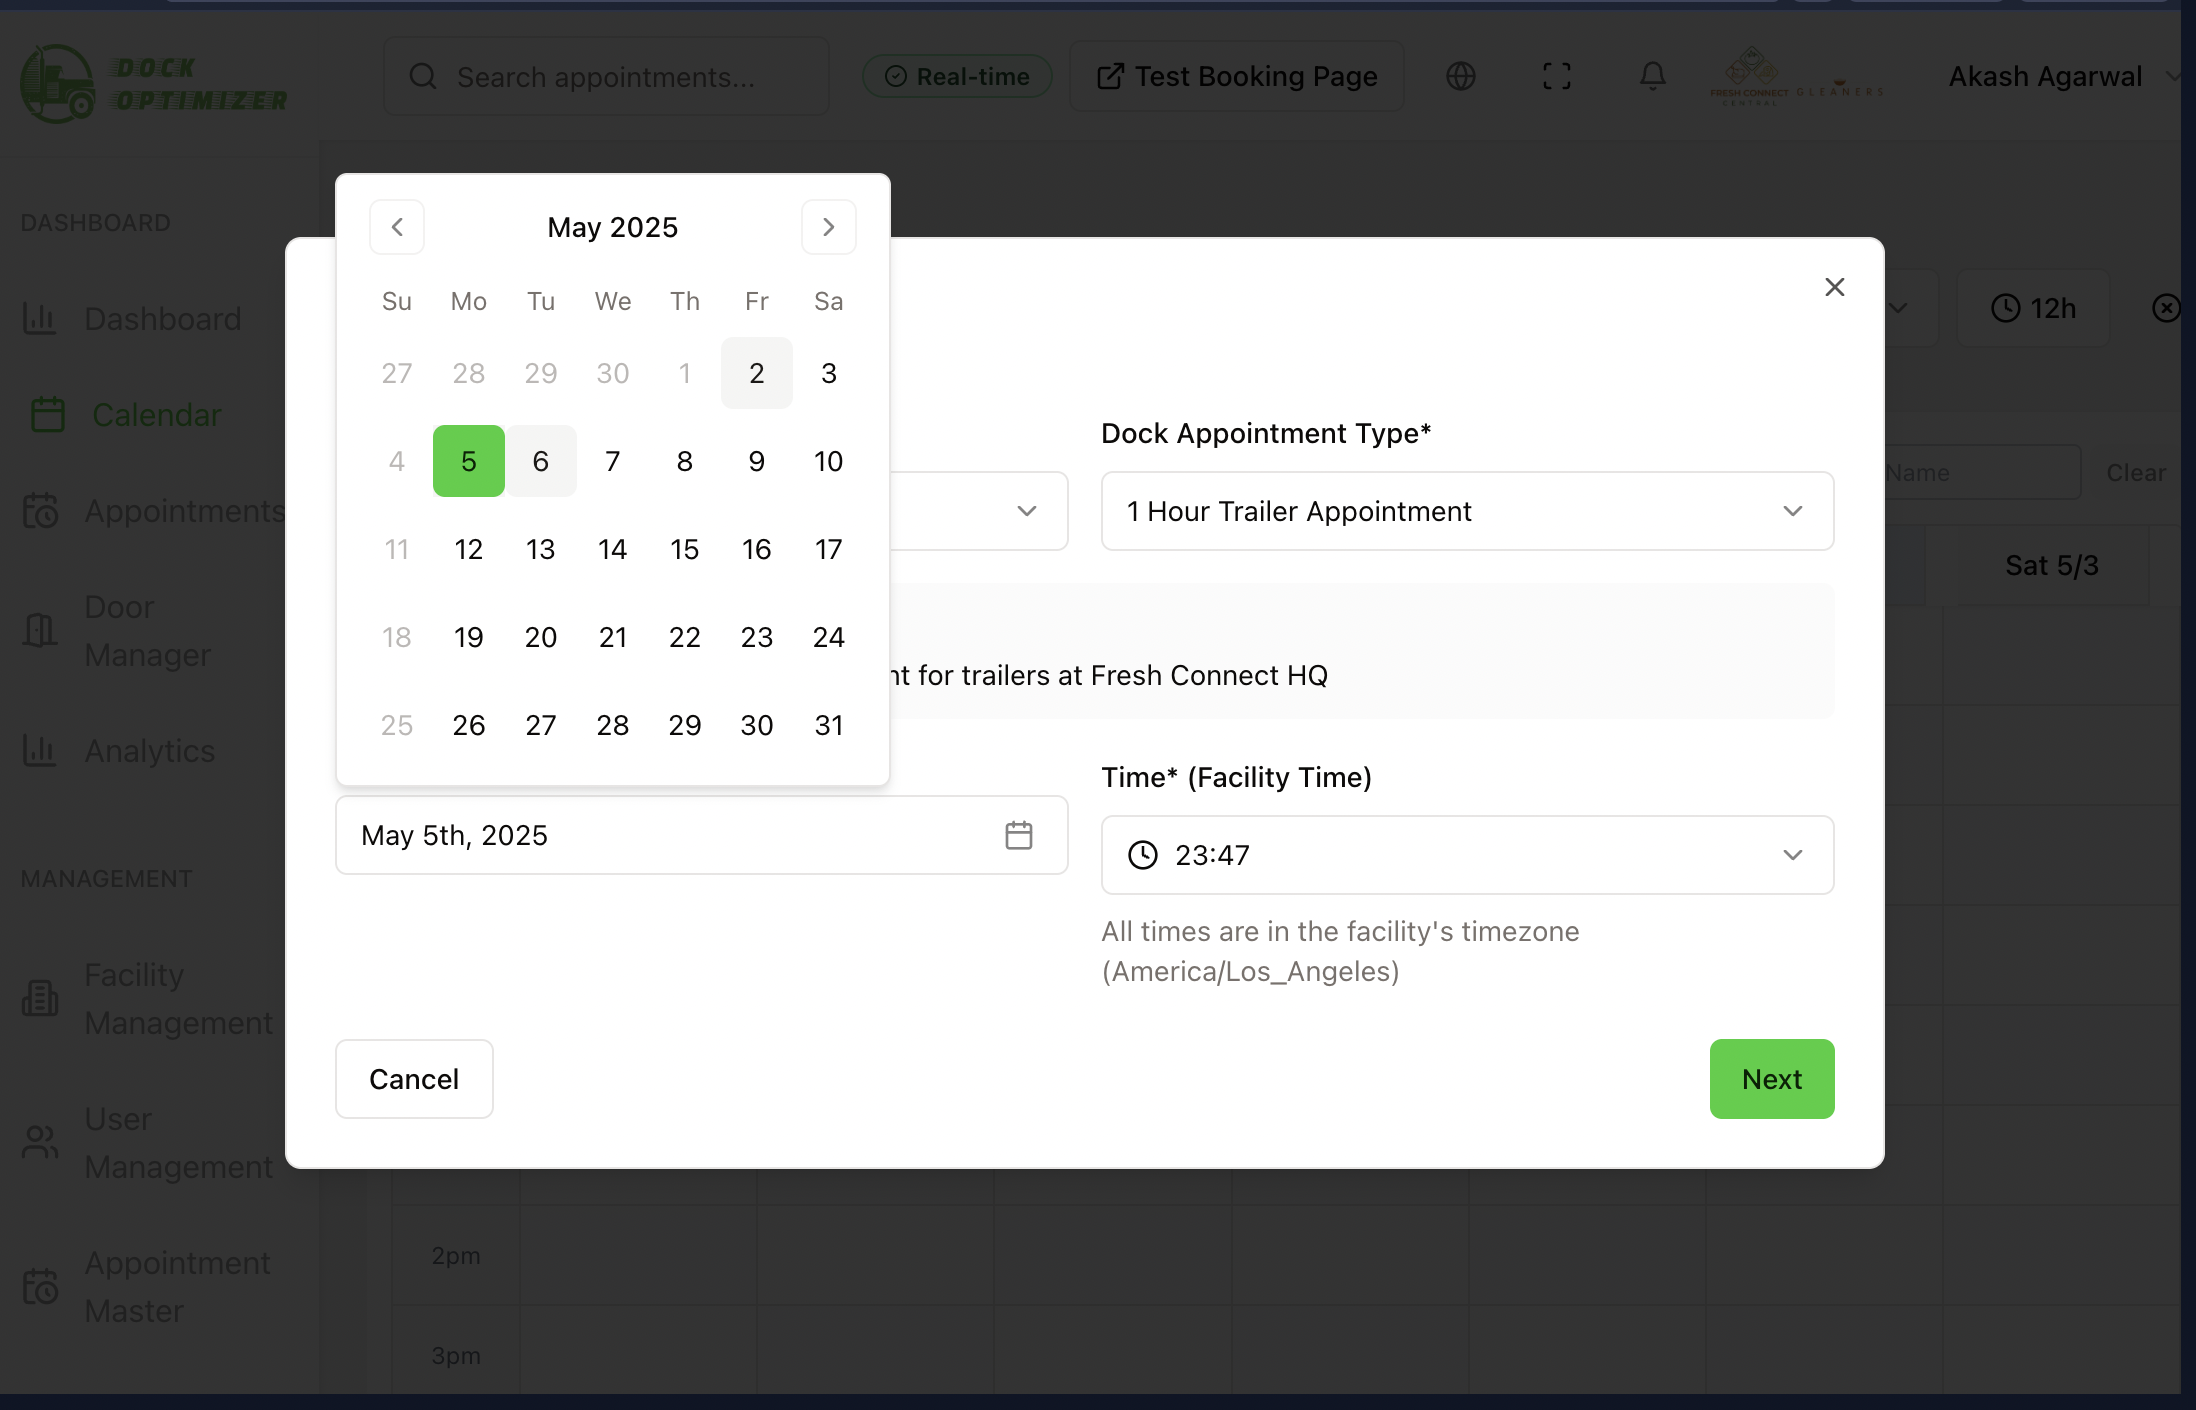 DOCK
OPTIMIZER
Search appointments...
Real-time
Test Booking Page
FRESH CONNECT
CENTRAL
GLEANERS
Akash Agarwal
DASHBOARD
Dashboard
Calendar
Appointments
Door
Manager
Analytics
MANAGEMENT
Facility
Management
User
Management
Appointment
Master
May 2025
Su Mo Tu We Th Fr Sa
27 28 29 30 1 2 3
4 5 6 7 8 9 10
11 12 13 14 15 16 17
18 19 20 21 22 23 24
25 26 27 28 29 30 31
12h
Dock Appointment Type*
1 Hour Trailer Appointment
Name
Clear
Sat 5/3
nt for trailers at Fresh Connect HQ
May 5th, 2025
Time* (Facility Time)
23:47
All times are in the facility's timezone
(America/Los_Angeles)
Cancel
Next
2pm
3pm